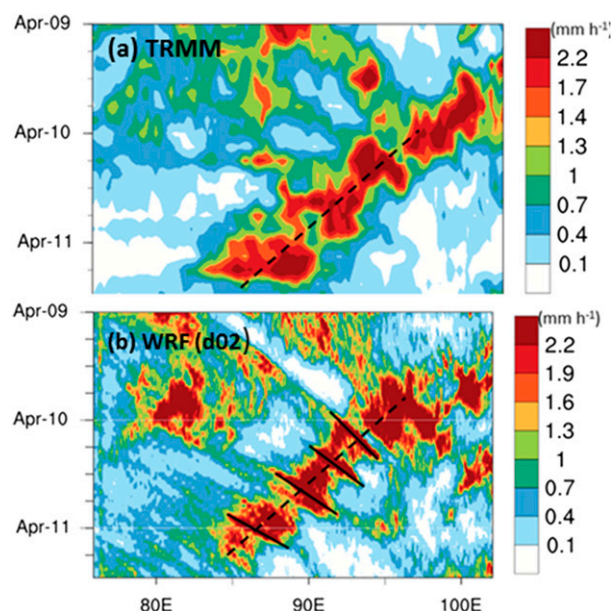 Apr-09
(a) TRMM
Apr-10
Apr-11
(mm h⁻¹)
2.2
1.7
1.4
1.3
1
0.7
0.4
0.1
Apr-09
(b) WRF (d02)
Apr-10
Apr-11
80E
90E
100E
(mm h⁻¹)
2.2
1.9
1.6
1.3
1
0.7
0.4
0.1